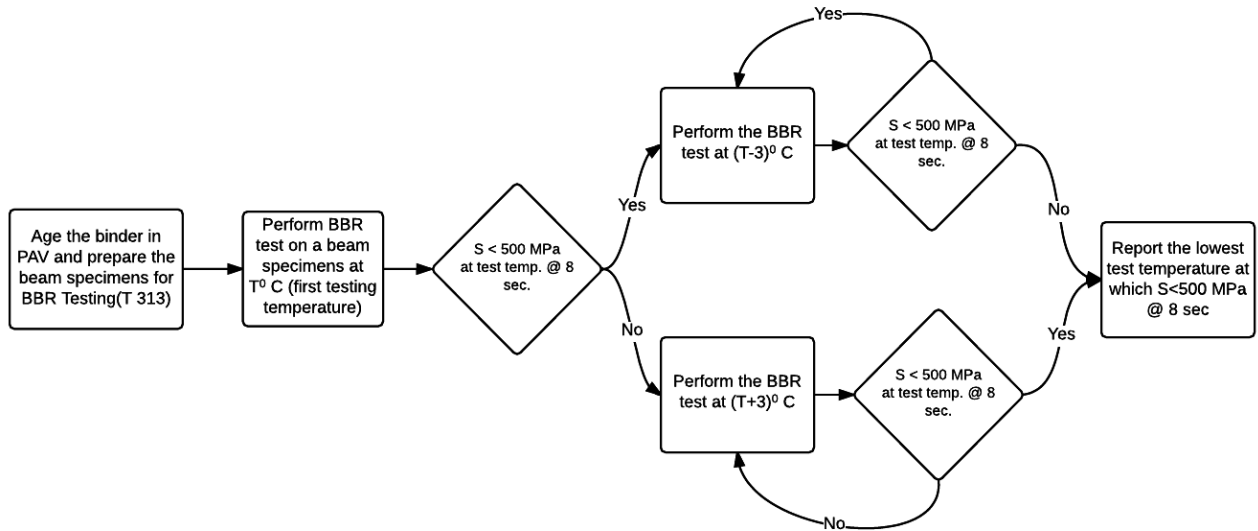 Age the binder in
PAV and prepare the
beam specimens for
BBR Testing(T 313)
Perform BBR
test on a beam
specimens at
T⁰ C (first testing
temperature)
S < 500 MPa
at test temp. @ 8
sec.
Yes
No
Perform the BBR
test at (T-3)⁰ C
S < 500 MPa
at test temp. @ 8
sec.
Yes
No
Perform the BBR
test at (T+3)⁰ C
S < 500 MPa
at test temp. @ 8
sec.
No
Yes
Report the lowest
test temperature at
which S<500 MPa
@ 8 sec